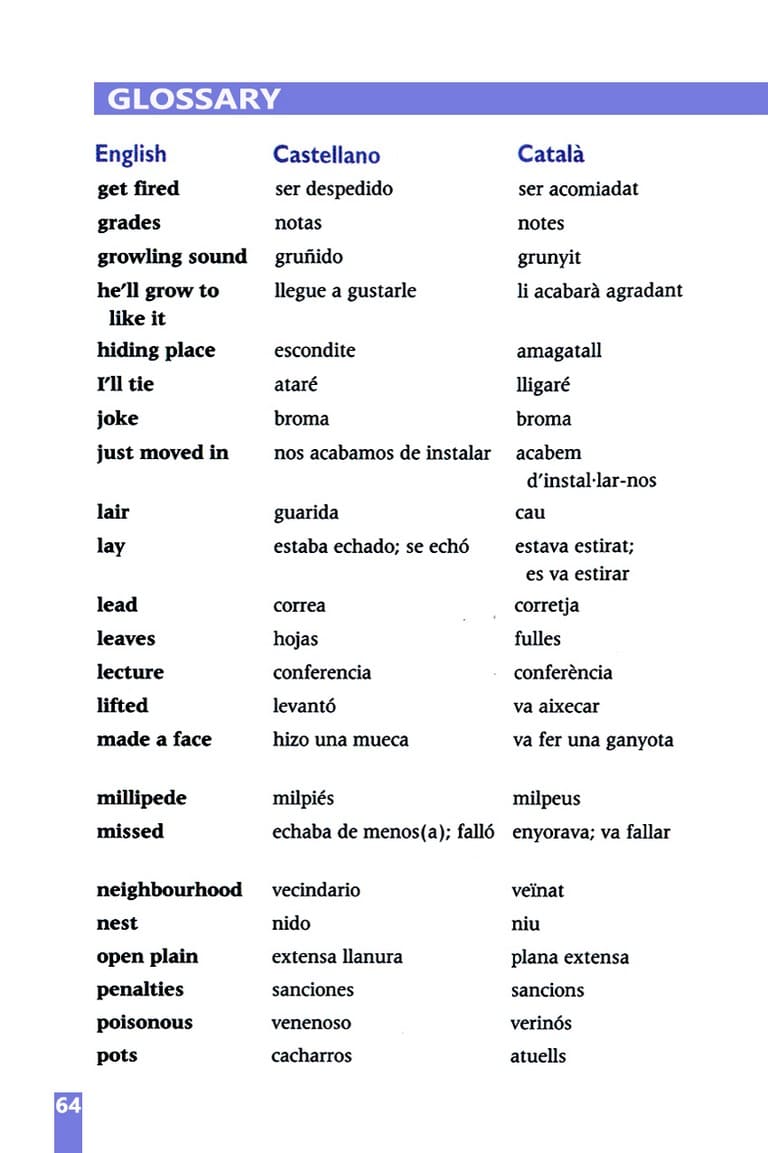 GLOSSARY
English Castellano Català
get fired ser despedido ser acomiadat
grades notas notes
growling sound gruñido grunyit
he'll grow to llegue a gustarle li acabarà agradant
like it
hiding place escondite amagatall
I'll tie ataré lligaré
joke broma broma
just moved in nos acabamos de instalar acabem
d'instal·lar-nos
lair guarida cau
lay estaba echado; se echó estava estirat;
es va estirar
lead correa corretja
leaves hojas fulles
lecture conferencia conferència
lifted levantó va aixecar
made a face hizo una mueca va fer una ganyota
millipede milpiés milpeus
missed echaba de menos(a); falló enyorava; va fallar
neighbourhood vecindario veïnat
nest nido niu
open plain extensa llanura plana extensa
penalties sanciones sancions
poisonous venenoso verinós
pots cacharros atuells
64